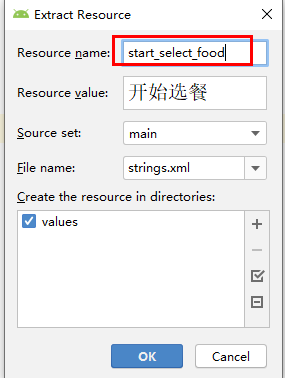 Extract Resource
Resource name: start_select_food
Resource value: 开始选餐
Source set: main
File name: strings.xml
Create the resource in directories:
values
OK Cancel